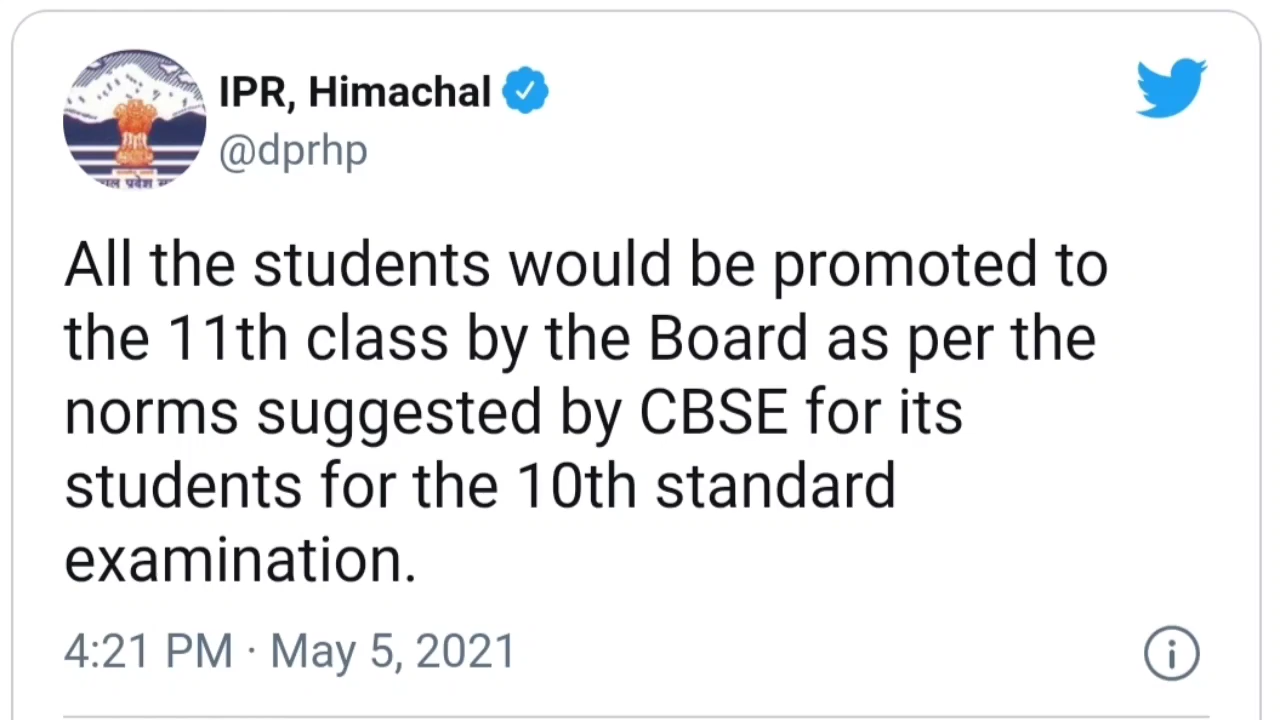 IPR, Himachal
@dprhp
All the students would be promoted to
the 11th class by the Board as per the
norms suggested by CBSE for its
students for the 10th standard
examination.
4:21 PM · May 5, 2021